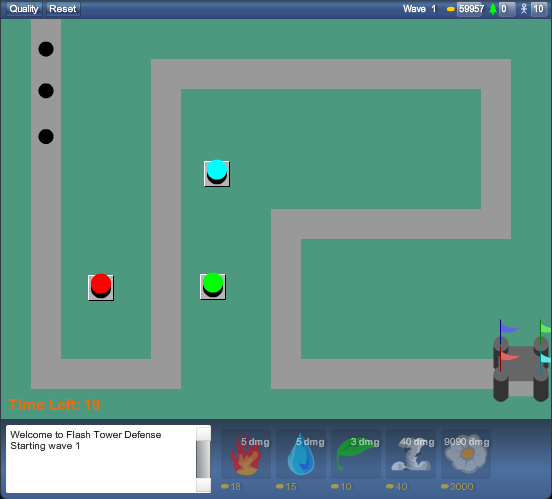 Quality Reset Wave 1 59957 0 10
Time Left: 19
Welcome to Flash Tower Defense
Starting wave 1
5 dmg 5 dmg 3 dmg 40 dmg 9090 dmg
18 15 10 40 3000